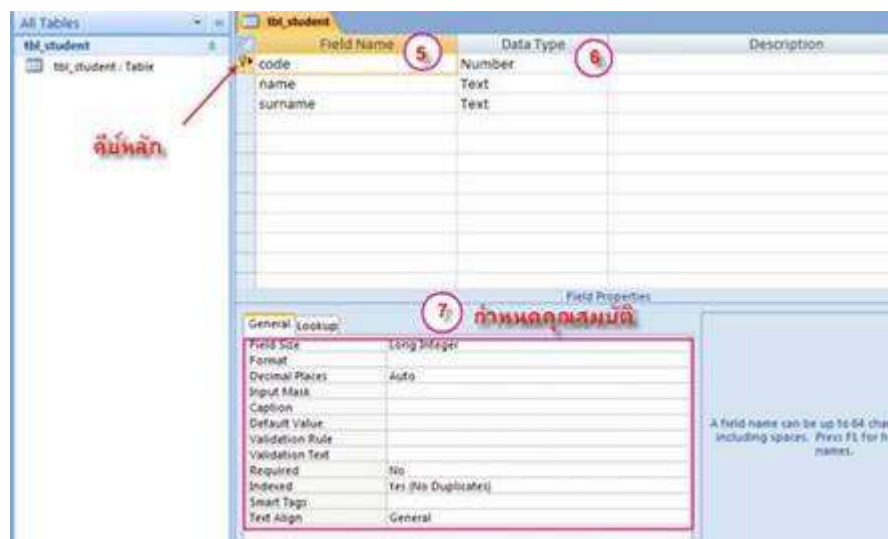 All Tables
tbl_student
tbl_student : Table
คีย์หลัก
tbl_student
Field Name 5 Data Type 6 Description
code Number
name Text
surname Text
Field Properties
7 กำหนดคุณสมบัติ
General Lookup
Field Size Long Integer
Format
Decimal Places Auto
Input Mask
Caption
Default Value
Validation Rule
Validation Text
Required No
Indexed Yes (No Duplicates)
Smart Tags
Text Align General
A field name can be up to 64 cha
including spaces. Press F1 for h
names.